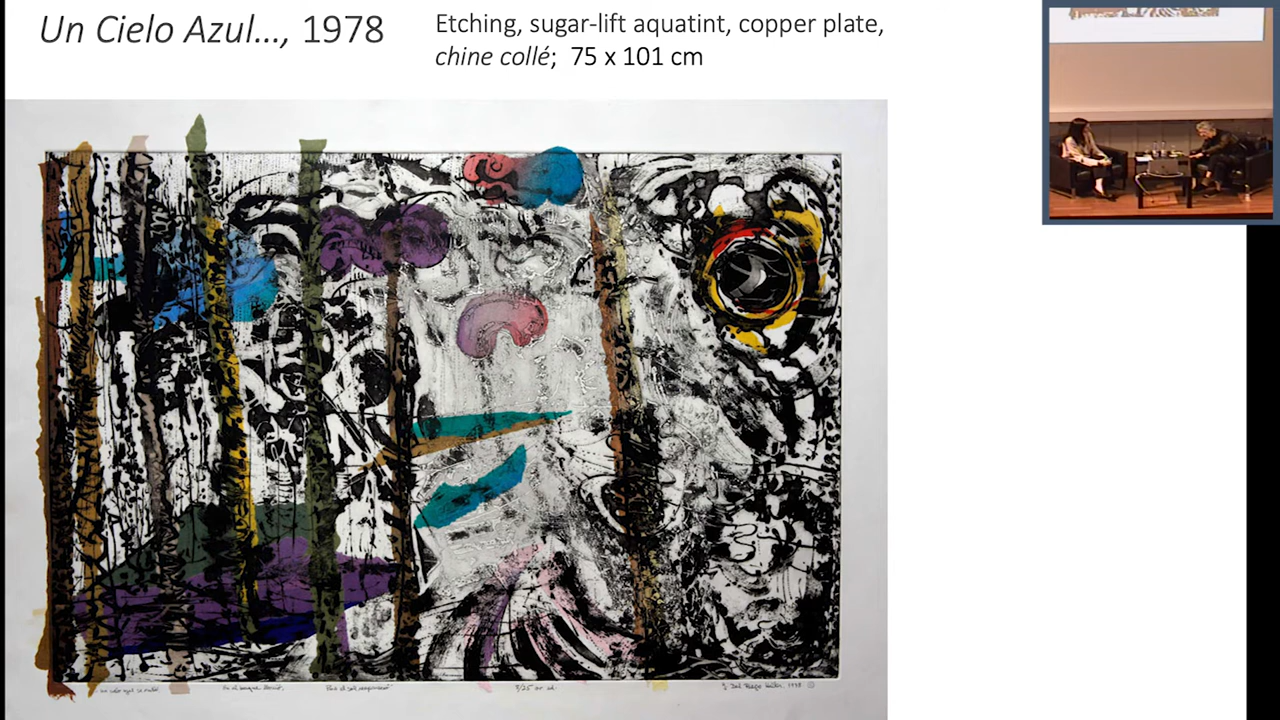 Un Cielo Azul…, 1978
Etching, sugar-lift aquatint, copper plate,
chine collé; 75 x 101 cm